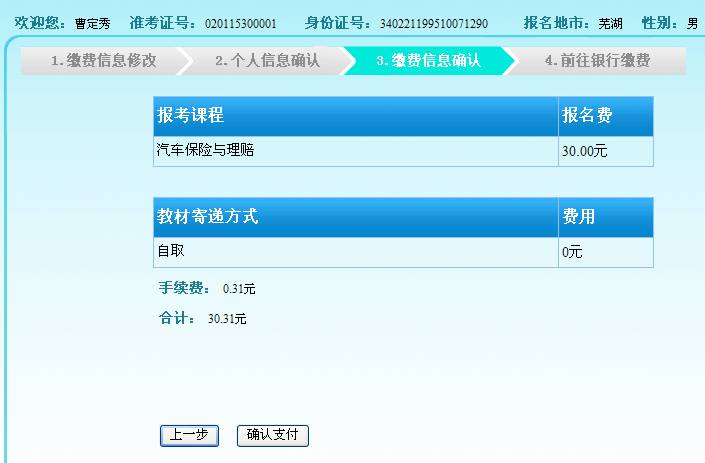 欢迎您：曹定秀 准考证号：020115300001 身份证号：340221199510071290 报名地市：芜湖 性别：男
1.缴费信息修改 2.个人信息确认 3.缴费信息确认 4.前往银行缴费
报考课程 报名费
汽车保险与理赔 30.00元
教材寄递方式 费用
自取 0元
手续费： 0.31元
合计： 30.31元
上一步 确认支付